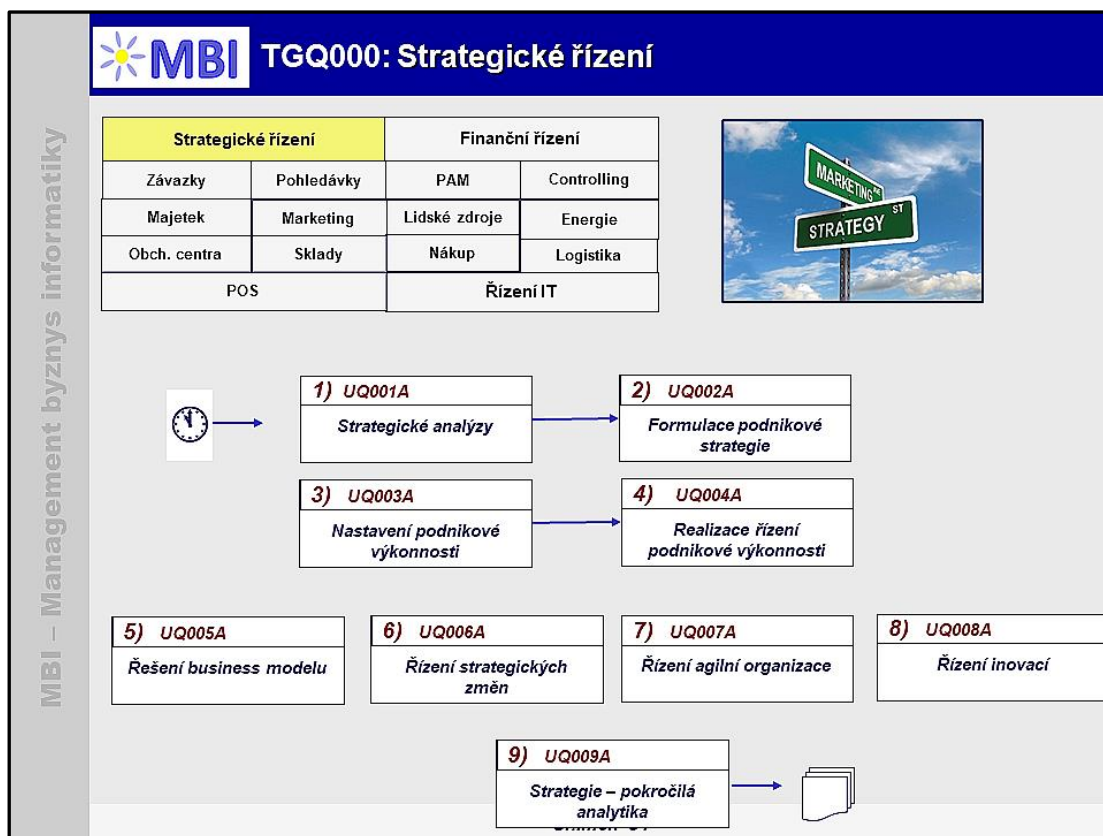 MBI
TGQ000: Strategické řízení
MBI – Management byznys informatiky
Strategické řízení
Finanční řízení
Závazky
Pohledávky
PAM
Controlling
Majetek
Marketing
Lidské zdroje
Energie
Obch. centra
Sklady
Nákup
Logistika
POS
Řízení IT
MARKETING AVE
STRATEGY ST
1) UQ001A
Strategické analýzy
2) UQ002A
Formulace podnikové
strategie
3) UQ003A
Nastavení podnikové
výkonnosti
4) UQ004A
Realizace řízení
podnikové výkonnosti
5) UQ005A
Řešení business modelu
6) UQ006A
Řízení strategických
změn
7) UQ007A
Řízení agilní organizace
8) UQ008A
Řízení inovací
9) UQ009A
Strategie – pokročilá
analytika